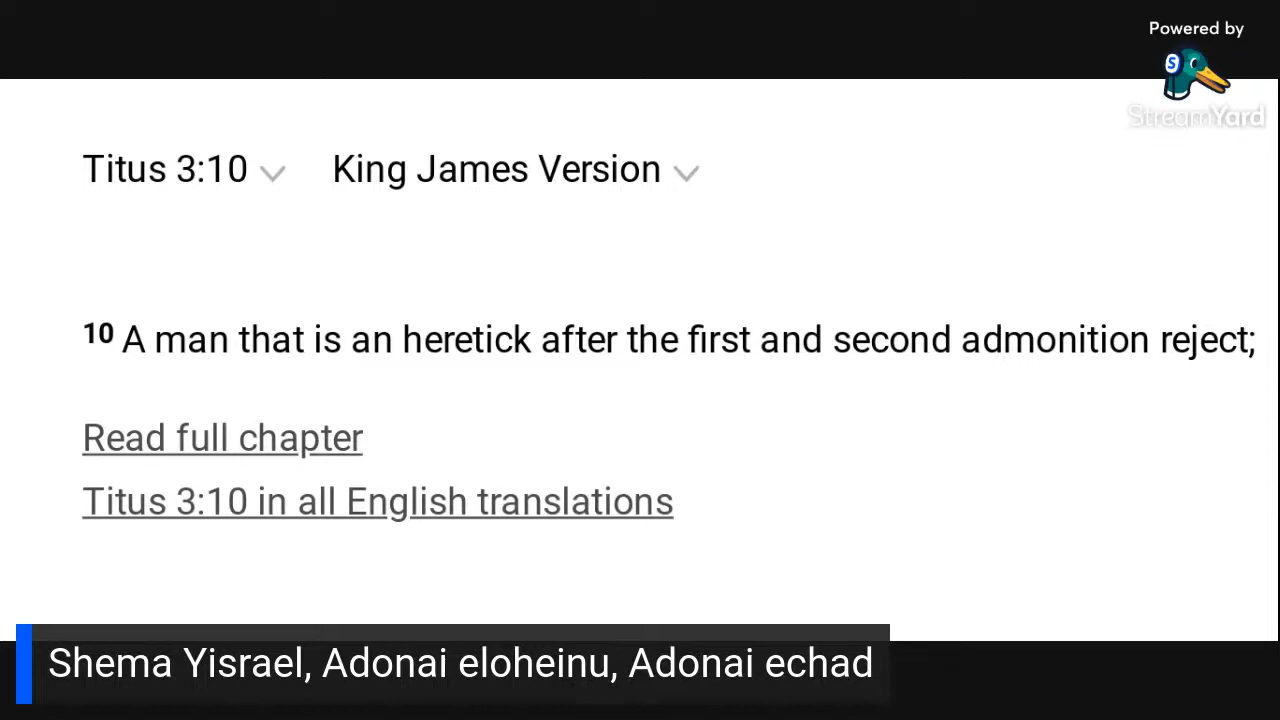 Powered by
S
StreamYard
Titus 3:10 King James Version
10 A man that is an heretick after the first and second admonition reject;
Read full chapter
Titus 3:10 in all English translations
Shema Yisrael, Adonai eloheinu, Adonai echad